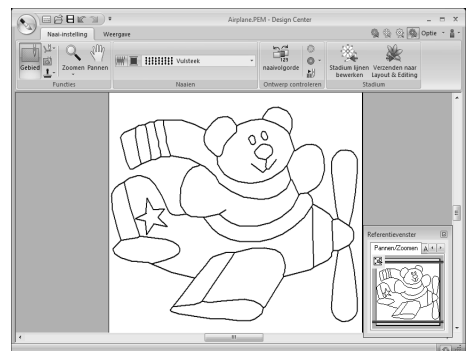 Airplane.PEM - Design Center
Naai-instelling Weergave Optie
Gebied Zoomen Pannen Vulsteek naaivolgorde Stadium lijnen bewerken Verzenden naar Layout & Editing
Functies Naaien Ontwerp controleren Stadium
Referentievenster
Pannen/Zoomen A